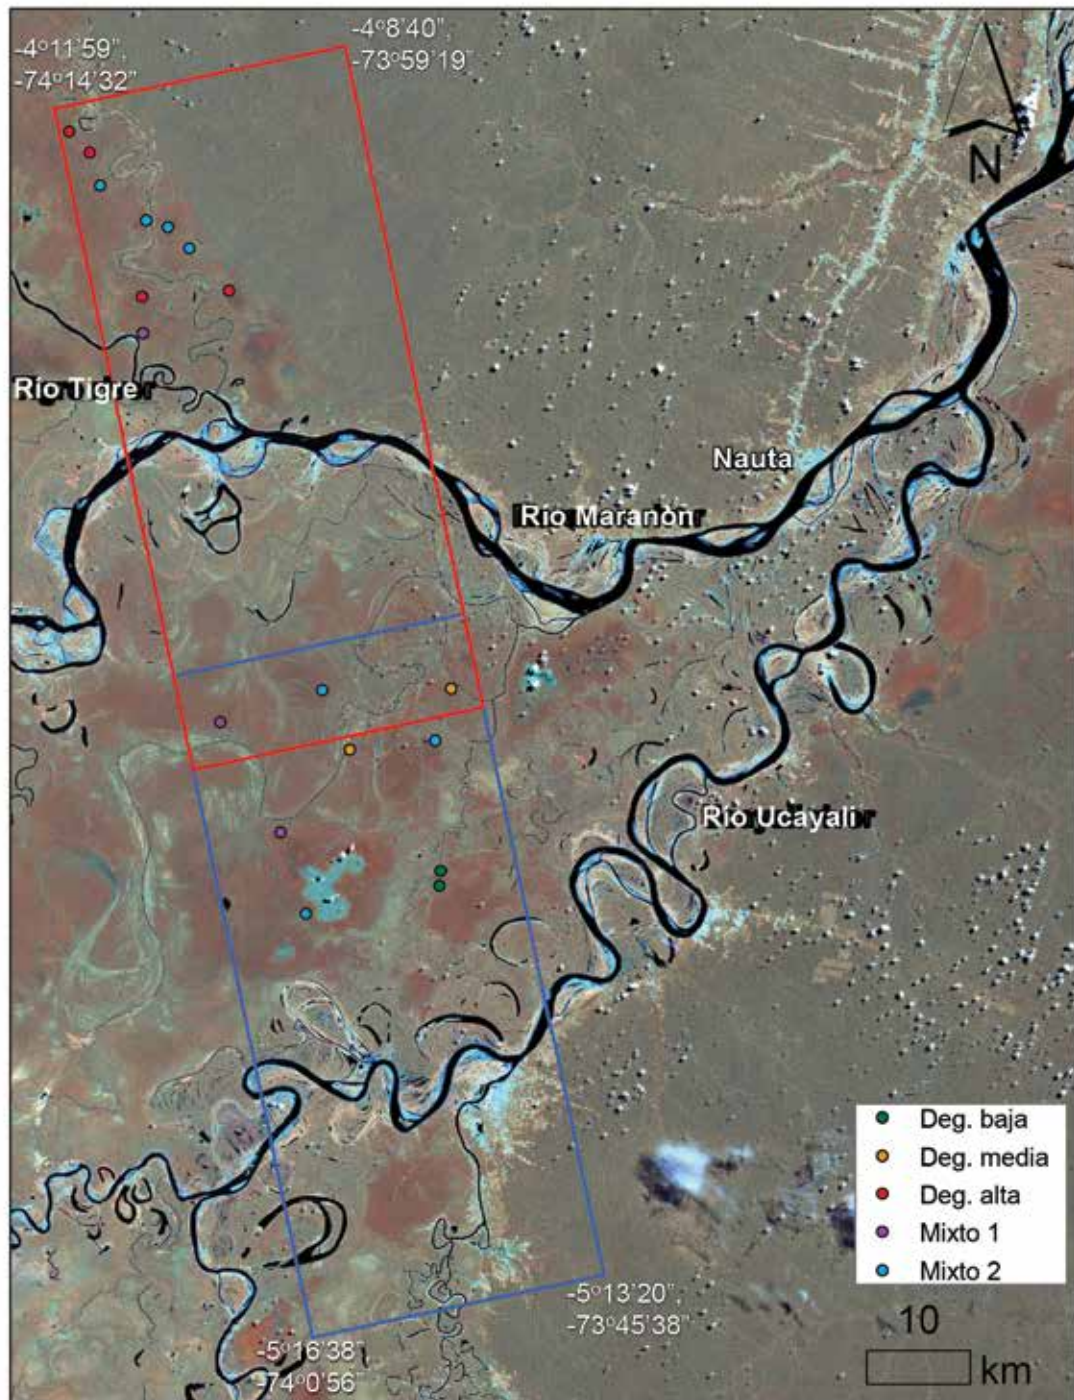 -4°11'59",
-74°14'32"
-4°8'40",
-73°59'19
N
Río Tigre
Nauta
Río Marañón
Río Ucayali
Deg. baja
Deg. media
Deg. alta
Mixto 1
Mixto 2
-5°13'20",
-73°45'38"
-5°16'38
-74°0'56"
10
km